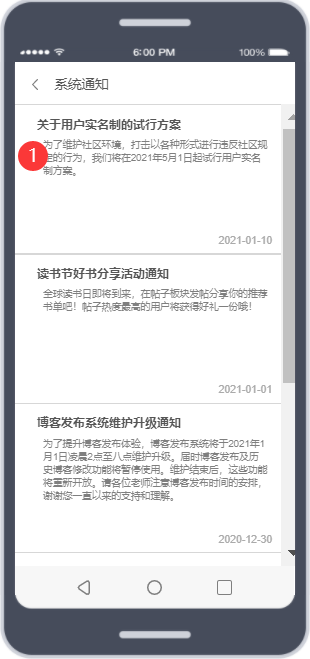 6:00 PM 100%
系统通知
关于用户实名制的试行方案
为了维护社区环境，打击以各种形式进行违反社区规
定的行为，我们将在2021年5月1日起试行用户实名
制方案。
1
2021-01-10
读书节好书分享活动通知
全球读书日即将到来，在帖子板块发帖分享你的推荐
书单吧！帖子热度最高的用户将获得好礼一份哦！
2021-01-01
博客发布系统维护升级通知
为了提升博客发布体验，博客发布系统将于2021年1
月1日凌晨2点至八点维护升级。届时博客发布及历
史博客修改功能将暂停使用。维护结束后，这些功能
将重新开放。请各位老师注意博客发布时间的安排，
谢谢您一直以来的支持和理解。
2020-12-30